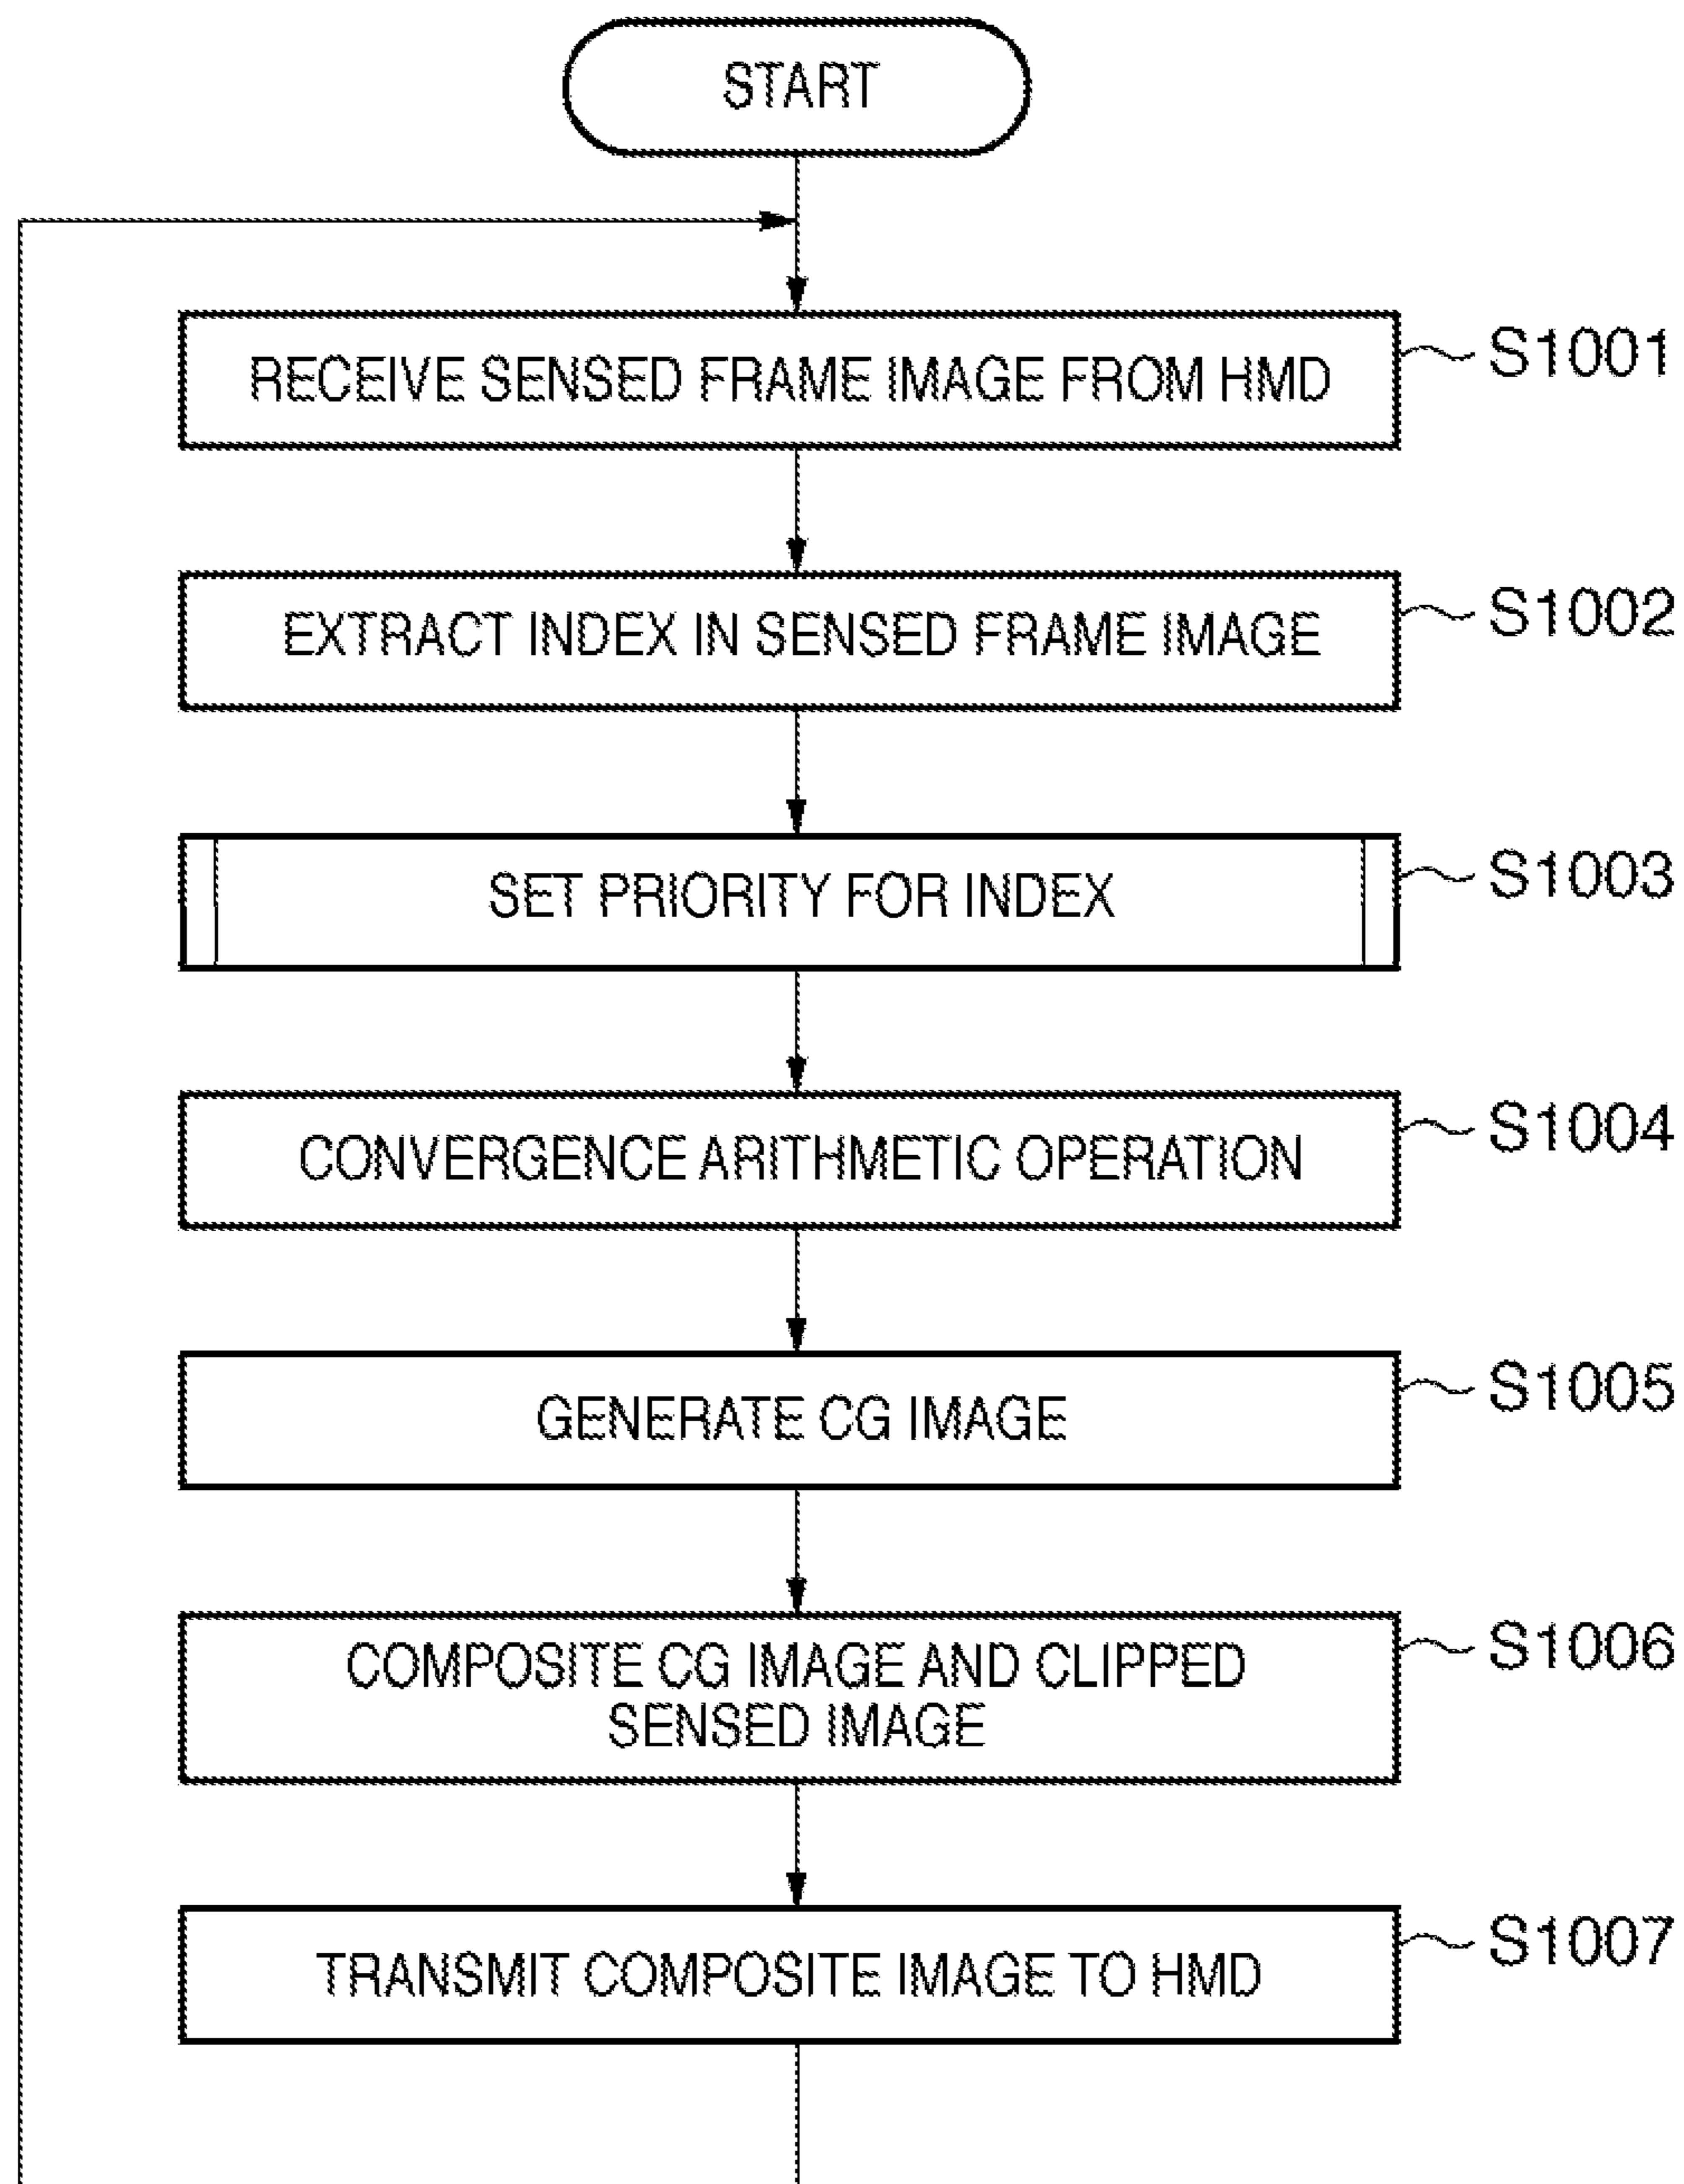 START
RECEIVE SENSED FRAME IMAGE FROM HMD
S1001
EXTRACT INDEX IN SENSED FRAME IMAGE
S1002
SET PRIORITY FOR INDEX
S1003
CONVERGENCE ARITHMETIC OPERATION
S1004
GENERATE CG IMAGE
S1005
COMPOSITE CG IMAGE AND CLIPPED
SENSED IMAGE
S1006
TRANSMIT COMPOSITE IMAGE TO HMD
S1007